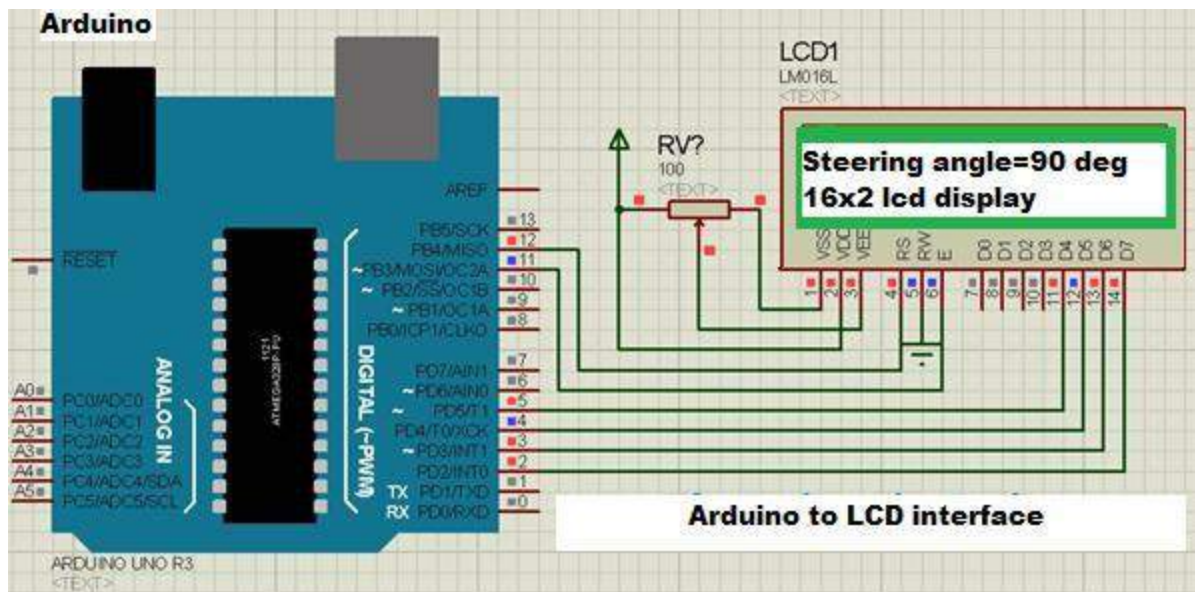 Arduino
LCD1
LM016L
<TEXT>
RV?
100
<TEXT>
Steering angle=90 deg
16x2 lcd display
VSS
VDD
VEE
RS
RW
E
D0
D1
D2
D3
D4
D5
D6
D7
1
2
3
4
5
6
7
8
9
10
11
12
13
14
AREF
PB5/SCK
13
PB4/MISO
12
~PB3/MOSI/OC2A
11
~ PB2/SS/OC1B
10
~ PB1/OC1A
9
PB0/ICP1/CLKO
8
PD7/AIN1
7
~ PD6/AIN0
6
~ PD5/T1
5
PD4/T0/XCK
4
~ PD3/INT1
3
PD2/INT0
2
TX PD1/TXD
1
RX PD0/RXD
0
RESET
1121
DIGITAL (~PWM)
ANALOG IN
A0
PC0/ADC0
A1
PC1/ADC1
A2
PC2/ADC2
A3
PC3/ADC3
A4
PC4/ADC4/SDA
A5
PC5/ADC5/SCL
Arduino to LCD interface
ARDUINO UNO R3
<TEXT>